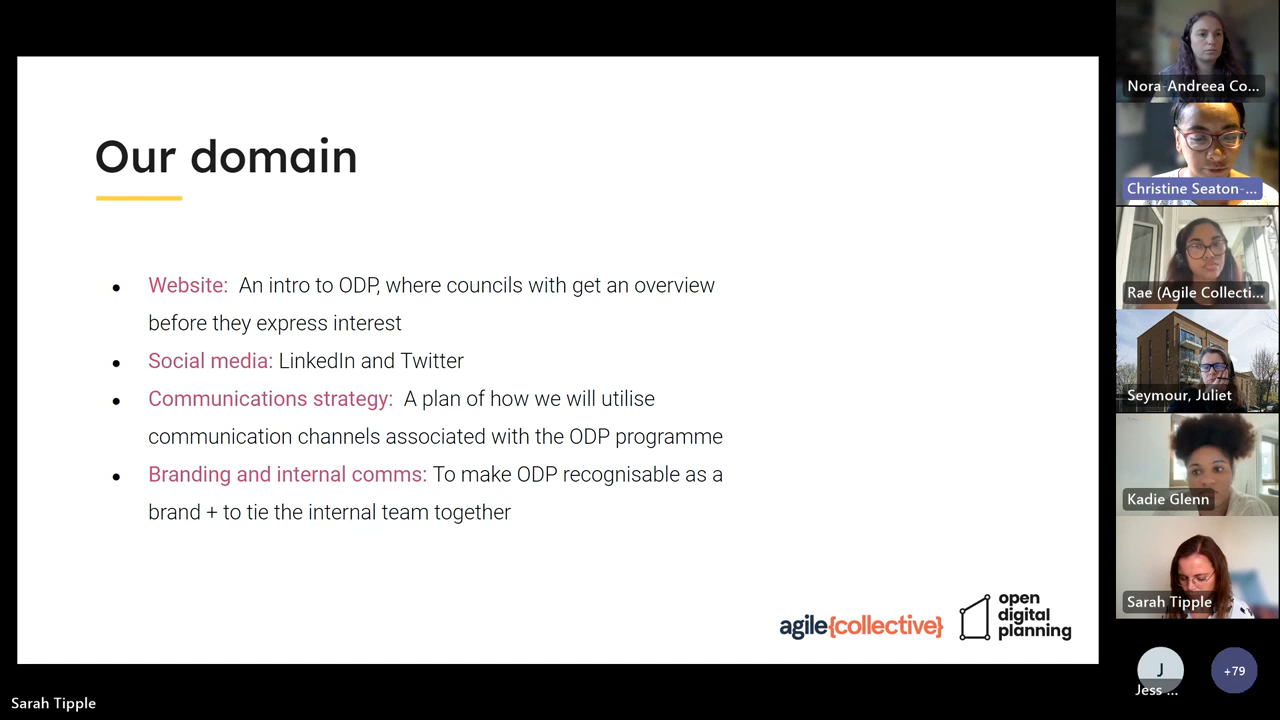 Our domain
Website: An intro to ODP, where councils with get an overview
before they express interest
Social media: LinkedIn and Twitter
Communications strategy: A plan of how we will utilise
communication channels associated with the ODP programme
Branding and internal comms: To make ODP recognisable as a
brand + to tie the internal team together
agile{collective}
open
digital
planning
Sarah Tipple
Nora-Andreea Co...
Christine Seaton-...
Rae (Agile Collecti...
Seymour, Juliet
Kadie Glenn
Sarah Tipple
J
Jess ...
+79